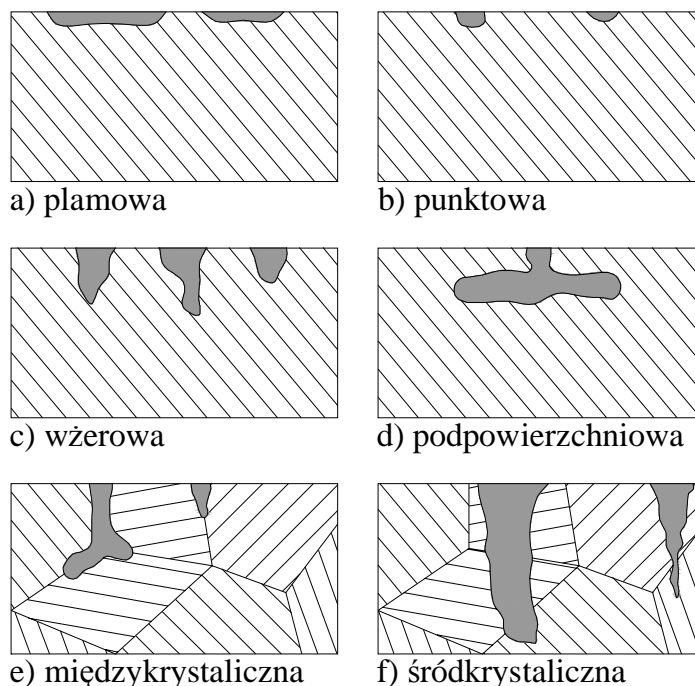 a) plamowa
b) punktowa
c) wżerowa
d) podpowierzchniowa
e) międzykrystaliczna
f) śródkrystaliczna